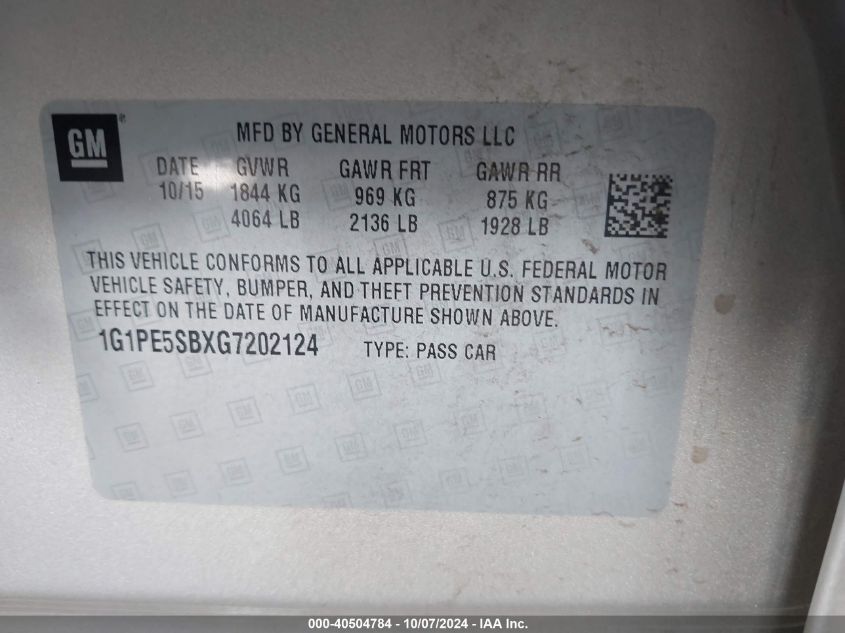 GM
MFD BY GENERAL MOTORS LLC
DATE GVWR GAWR FRT GAWR RR
10/15 1844 KG 969 KG 875 KG
4064 LB 2136 LB 1928 LB
THIS VEHICLE CONFORMS TO ALL APPLICABLE U.S. FEDERAL MOTOR
VEHICLE SAFETY, BUMPER, AND THEFT PREVENTION STANDARDS IN
EFFECT ON THE DATE OF MANUFACTURE SHOWN ABOVE.
1G1PE5SBXG7202124 TYPE: PASS CAR
000-40504784 - 10/07/2024 - IAA Inc.